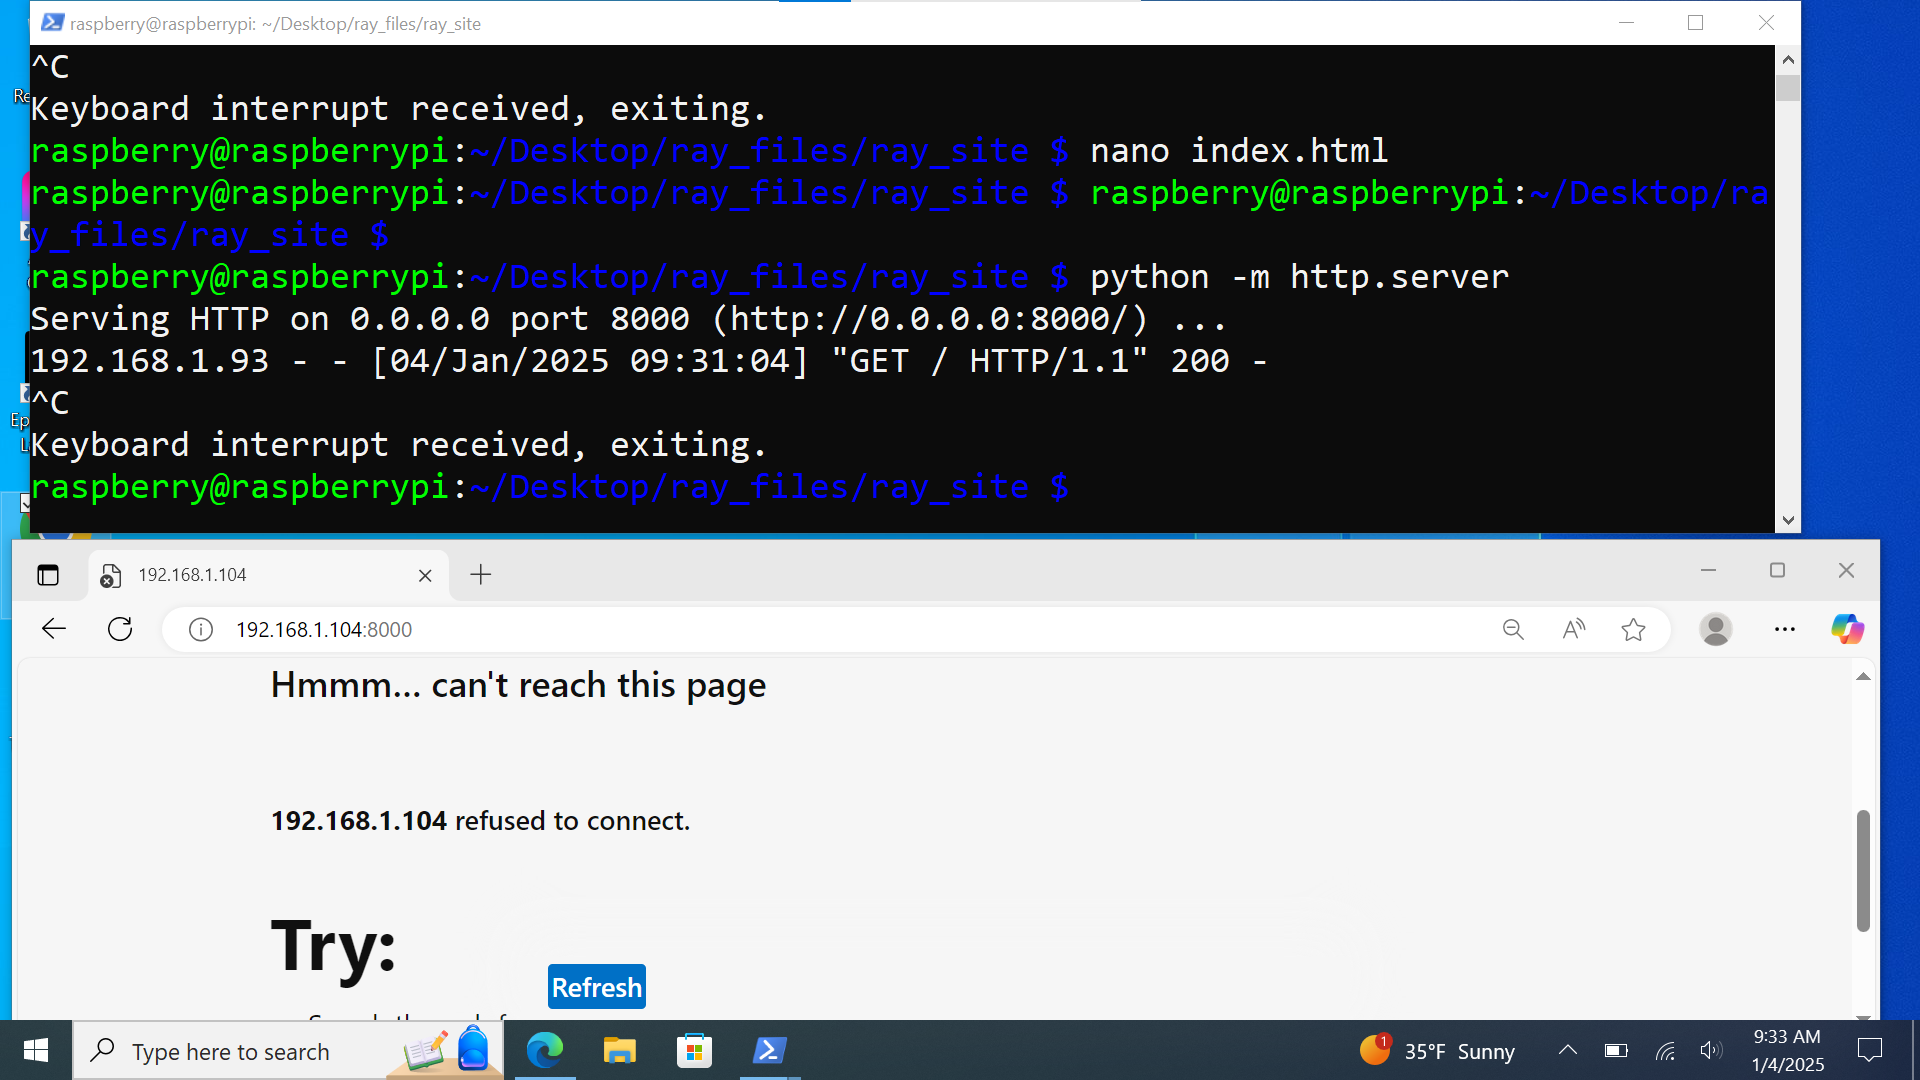 raspberry@raspberrypi: ~/Desktop/ray_files/ray_site
^C
Keyboard interrupt received, exiting.
raspberry@raspberrypi:~/Desktop/ray_files/ray_site $ nano index.html
raspberry@raspberrypi:~/Desktop/ray_files/ray_site $ raspberry@raspberrypi:~/Desktop/ra
y_files/ray_site $
raspberry@raspberrypi:~/Desktop/ray_files/ray_site $ python -m http.server
Serving HTTP on 0.0.0.0 port 8000 (http://0.0.0.0:8000/) ...
192.168.1.93 - - [04/Jan/2025 09:31:04] "GET / HTTP/1.1" 200 -
^C
Keyboard interrupt received, exiting.
raspberry@raspberrypi:~/Desktop/ray_files/ray_site $
192.168.1.104
192.168.1.104:8000
Hmmm... can't reach this page
192.168.1.104 refused to connect.
Try:
Refresh
Type here to search
1
35°F Sunny
9:33 AM
1/4/2025